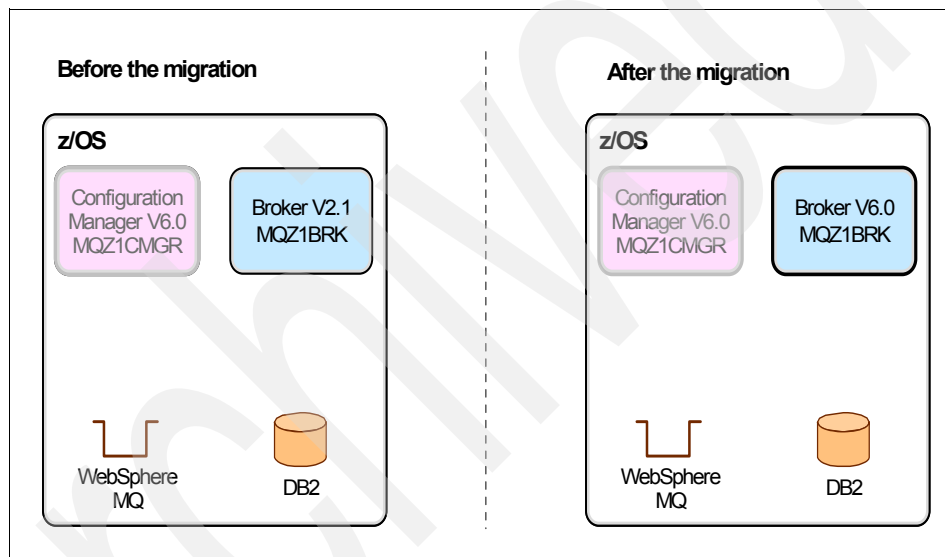 Before the migration
z/OS
Configuration
Manager V6.0
MQZ1CMGR
Broker V2.1
MQZ1BRK
WebSphere
MQ
DB2
After the migration
z/OS
Configuration
Manager V6.0
MQZ1CMGR
Broker V6.0
MQZ1BRK
WebSphere
MQ
DB2